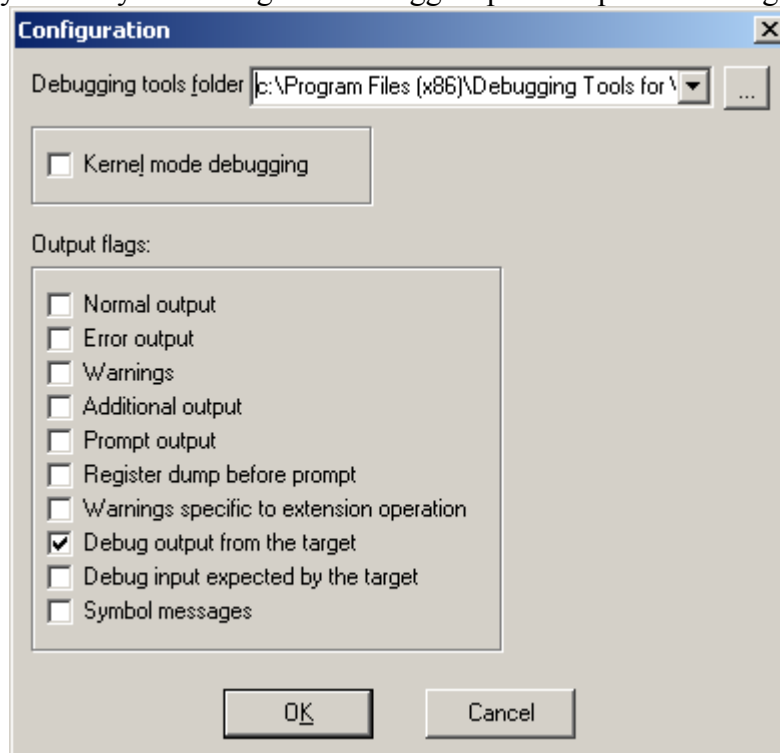 Configuration
Debugging tools folder c:\Program Files (x86)\Debugging Tools for \ ...
Kernel mode debugging
Output flags:
Normal output
Error output
Warnings
Additional output
Prompt output
Register dump before prompt
Warnings specific to extension operation
Debug output from the target
Debug input expected by the target
Symbol messages
OK Cancel